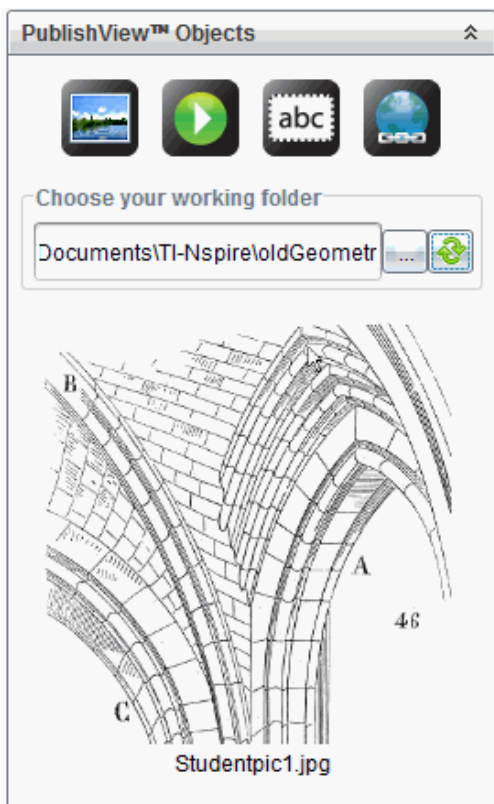 PublishView™ Objects
abc
Choose your working folder
Documents\TI-Nspire\oldGeometr
...
B
A
46
C
Studentpic1.jpg